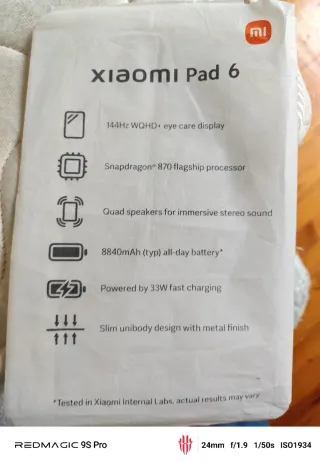 mi
xiaomi Pad 6
144Hz WQHD+ eye care display
Snapdragon® 870 flagship processor
Quad speakers for immersive stereo sound
8840mAh (typ) all-day battery*
Powered by 33W fast charging
Slim unibody design with metal finish
*Tested in Xiaomi Internal Labs, actual results may vary
REDMAGIC 9S Pro
24mm f/1.9 1/50s ISO1934